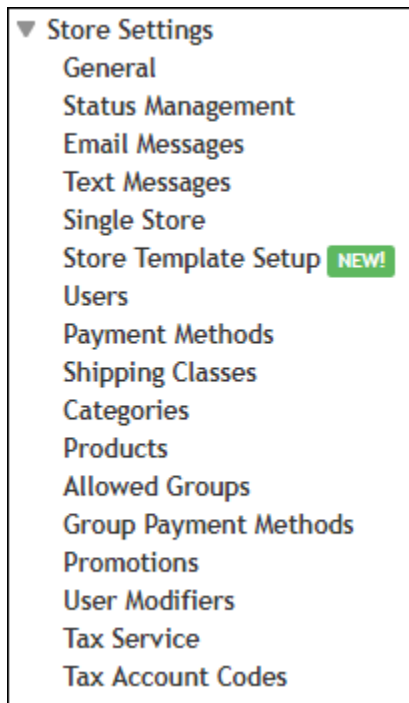 Store Settings
General
Status Management
Email Messages
Text Messages
Single Store
Store Template Setup NEW!
Users
Payment Methods
Shipping Classes
Categories
Products
Allowed Groups
Group Payment Methods
Promotions
User Modifiers
Tax Service
Tax Account Codes